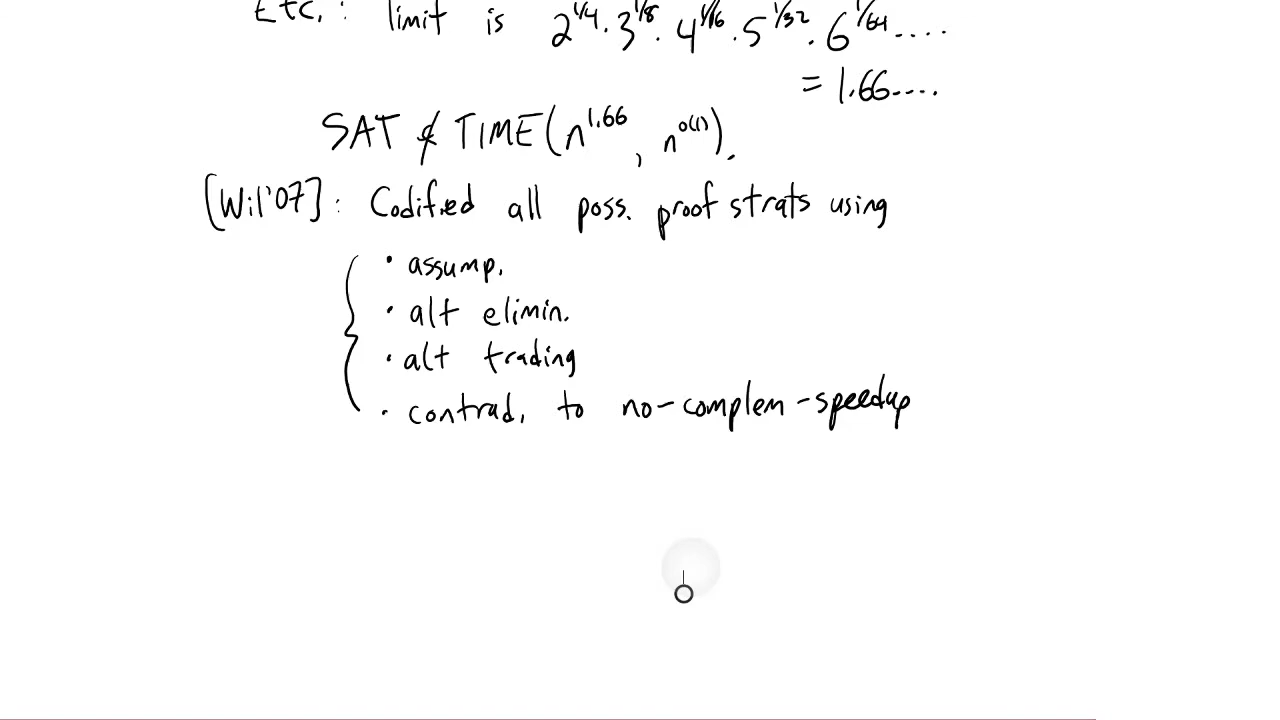 Etc.: limit is 2^1/4 · 3^1/8 · 4^1/16 · 5^1/32 · 6^1/64 ....
= 1.66....
SAT ∉ TIME(n^1.66, n^o(1)).
[Wil'07]: Codified all poss. proof strats using
• assump.
• alt elimin.
• alt trading
• contrad. to no-complem-speedup